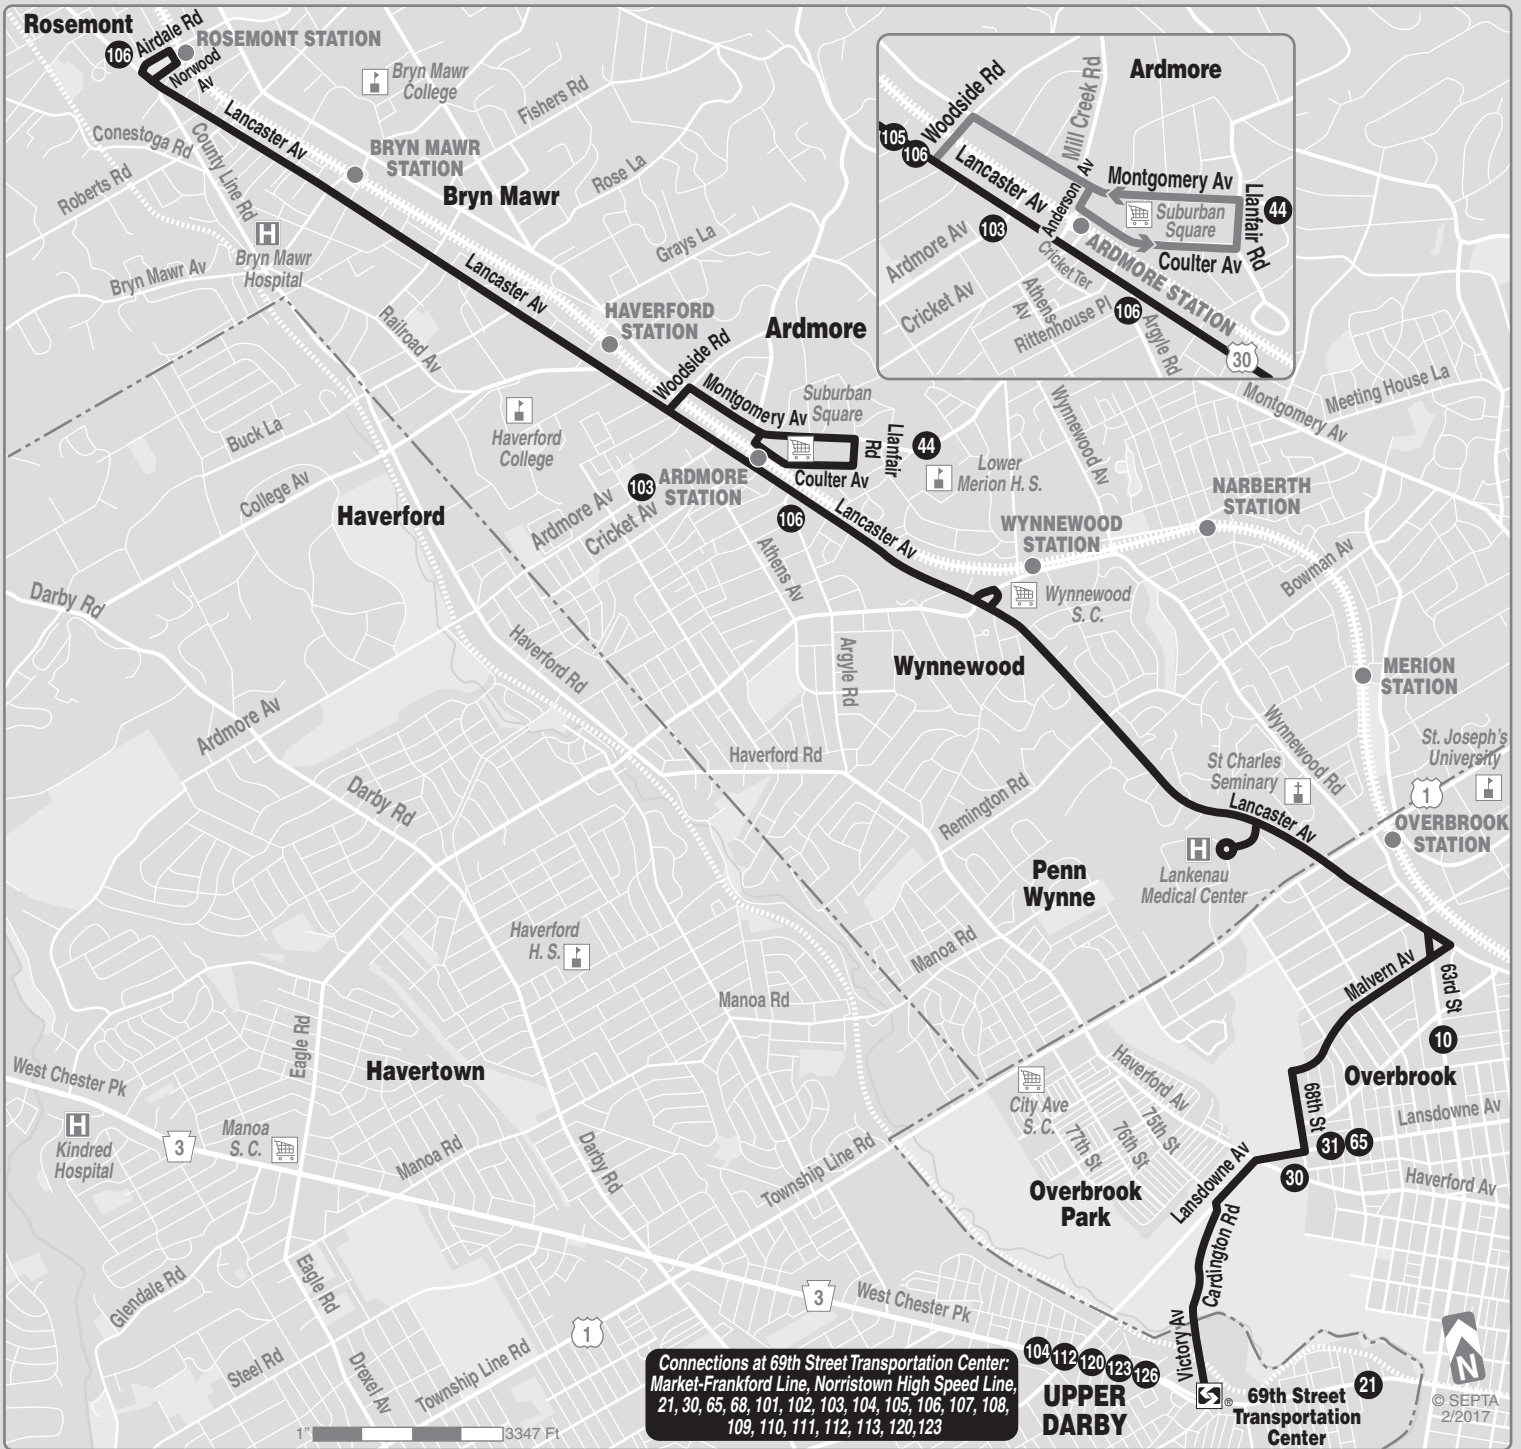 Rosemont
106
Airdale Rd
ROSEMONT STATION
Norwood
Av
Bryn Mawr
College
Fishers Rd
Lancaster Av
Conestoga Rd
County Line Rd
BRYN MAWR
STATION
Roberts Rd
Bryn Mawr
Rose La
Grays La
H
Bryn Mawr
Hospital
Bryn Mawr Av
Lancaster Av
Railroad Av
HAVERFORD
STATION
Ardmore
Woodside Rd
Montgomery Av
Suburban
Square
Llanfair
Rd
44
Coulter Av
Ardmore
Woodside Rd
Mill Creek Rd
105
106
Lancaster Av
Anderson Av
Montgomery Av
Llanfair Rd
44
Suburban
Square
103
Ardmore Av
Coulter Av
ARDMORE STATION
Cricket Ter
Cricket Av
Athens
Av
Rittenhouse Pl
106
Argyle Rd
30
Montgomery Av
Meeting House La
Wynnewood Av
Buck La
Haverford
College
College Av
Haverford
103
ARDMORE
STATION
Ardmore Av
Cricket Av
106
Lancaster Av
Lower
Merion H. S.
NARBERTH
STATION
WYNNEWOOD
STATION
Bowman Av
Athens Av
Wynnewood
S. C.
Darby Rd
Haverford Rd
Argyle Rd
Wynnewood
MERION
STATION
Ardmore Av
Haverford Rd
Wynnewood Rd
St. Joseph's
University
St Charles
Seminary
1
Darby Rd
Remington Rd
Lancaster Av
OVERBROOK
STATION
H
Lankenau
Medical Center
Penn
Wynne
Haverford
H. S.
Manoa Rd
Malvern Av
63rd St
Manoa Rd
10
Eagle Rd
West Chester Pk
Havertown
Haverford Av
Overbrook
City Ave
S. C.
68th St
Lansdowne Av
H
Kindred
Hospital
3
Manoa
S. C.
Manoa Rd
Darby Rd
Township Line Rd
77th St
76th St
75th St
31
65
30
Lansdowne Av
Haverford Av
Overbrook
Park
Cardington Rd
Glendale Rd
Eagle Rd
3
West Chester Pk
1
Steel Rd
Drexel Av
Township Line Rd
Victory Av
104
112
120
123
126
Connections at 69th Street Transportation Center:
Market-Frankford Line, Norristown High Speed Line,
21, 30, 65, 68, 101, 102, 103, 104, 105, 106, 107, 108,
109, 110, 111, 112, 113, 120,123
UPPER
DARBY
S ®
69th Street
Transportation
Center
21
N
© SEPTA
2/2017
1" 3347 Ft